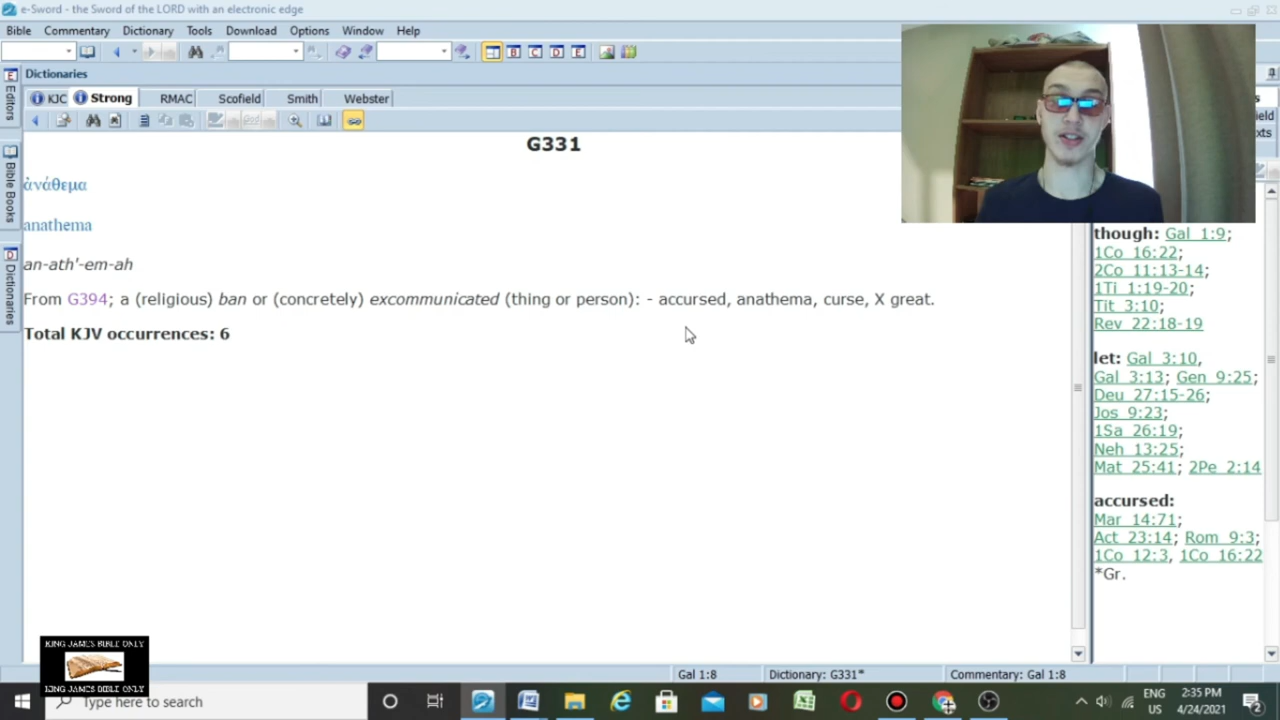 e-Sword - the Sword of the LORD with an electronic edge
Bible Commentary Dictionary Tools Download Options Window Help
B C D E
Dictionaries
KJC Strong RMAC Scofield Smith Webster
E Editors
Bible Books
D Dictionaries
G331
ἀνάθεμα
anathema
an-ath'-em-ah
From G394; a (religious) ban or (concretely) excommunicated (thing or person): - accursed, anathema, curse, X great.
Total KJV occurrences: 6
s
ield
xts
though: Gal 1:9;
1Co 16:22;
2Co 11:13-14;
1Ti 1:19-20;
Tit 3:10;
Rev 22:18-19
let: Gal 3:10,
Gal 3:13; Gen 9:25;
Deu 27:15-26;
Jos 9:23;
1Sa 26:19;
Neh 13:25;
Mat 25:41; 2Pe 2:14
accursed:
Mar 14:71;
Act 23:14; Rom 9:3;
1Co 12:3, 1Co 16:22
*Gr.
KING JAMES BIBLE ONLY
KING JAMES BIBLE ONLY
Gal 1:8 Dictionary: G331* Commentary: Gal 1:8
Type here to search
ENG
US
2:35 PM
4/24/2021
2